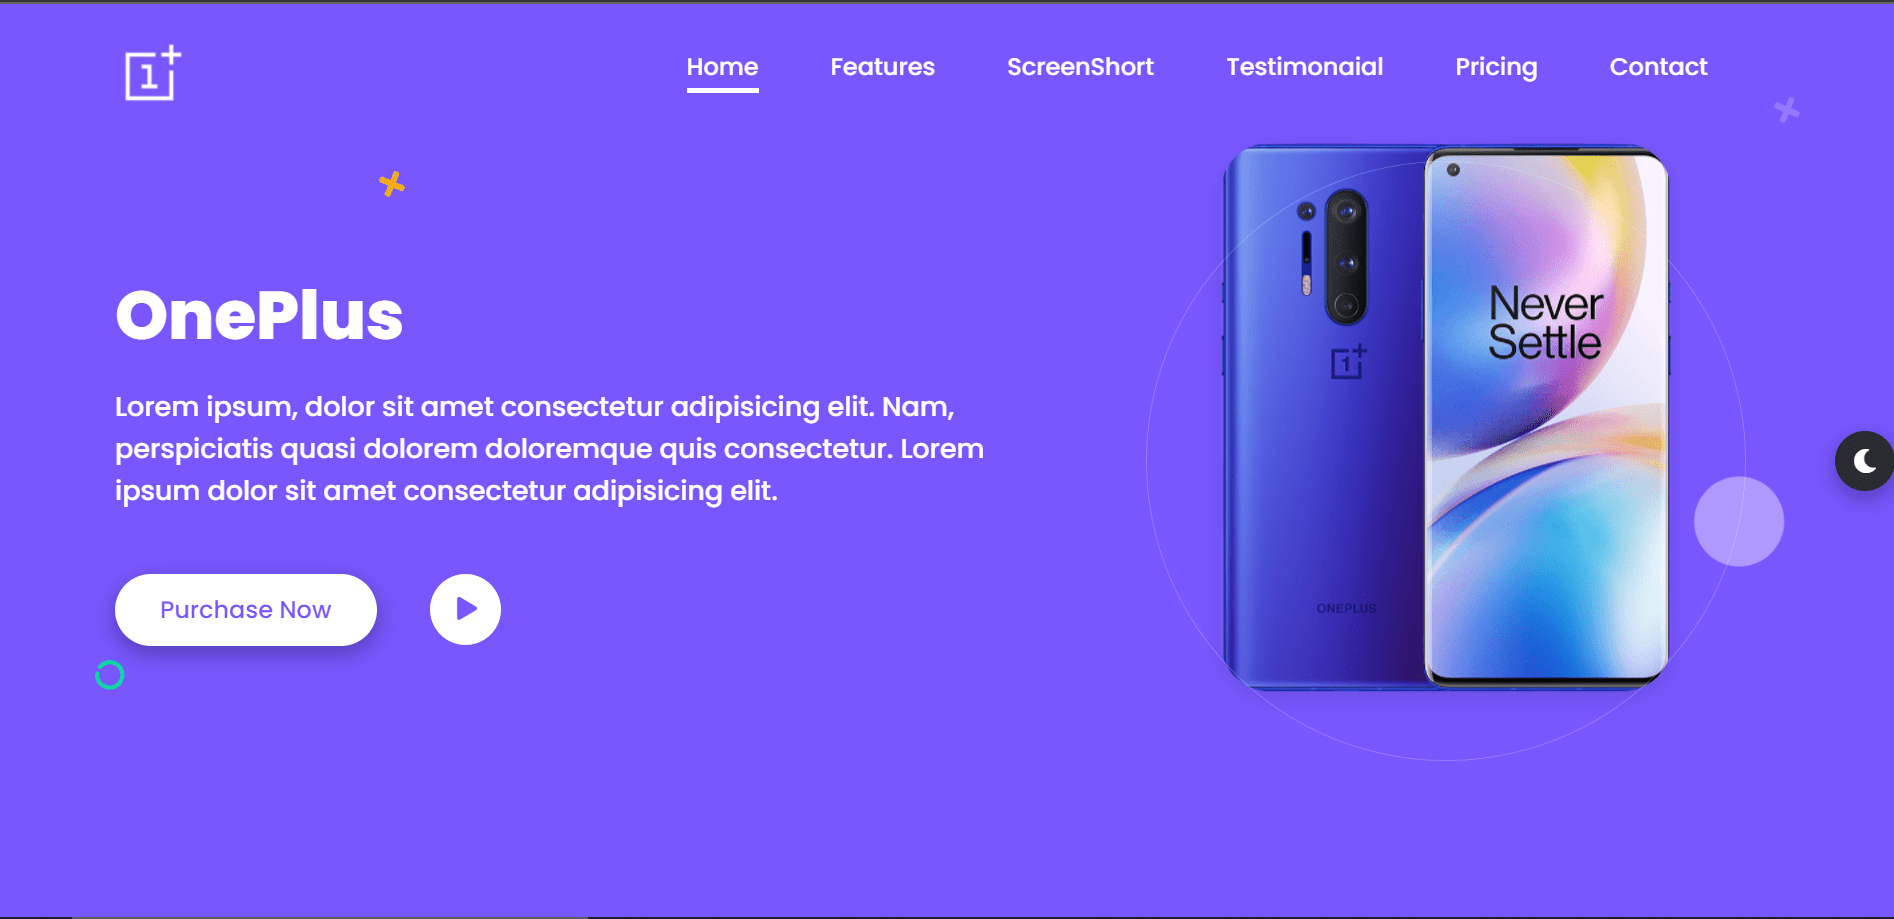 1+
Home Features ScreenShort Testimonaial Pricing Contact
Never
Settle
1+
OnePlus
Lorem ipsum, dolor sit amet consectetur adipisicing elit. Nam,
perspiciatis quasi dolorem doloremque quis consectetur. Lorem
ipsum dolor sit amet consectetur adipisicing elit.
Purchase Now
ONEPLUS